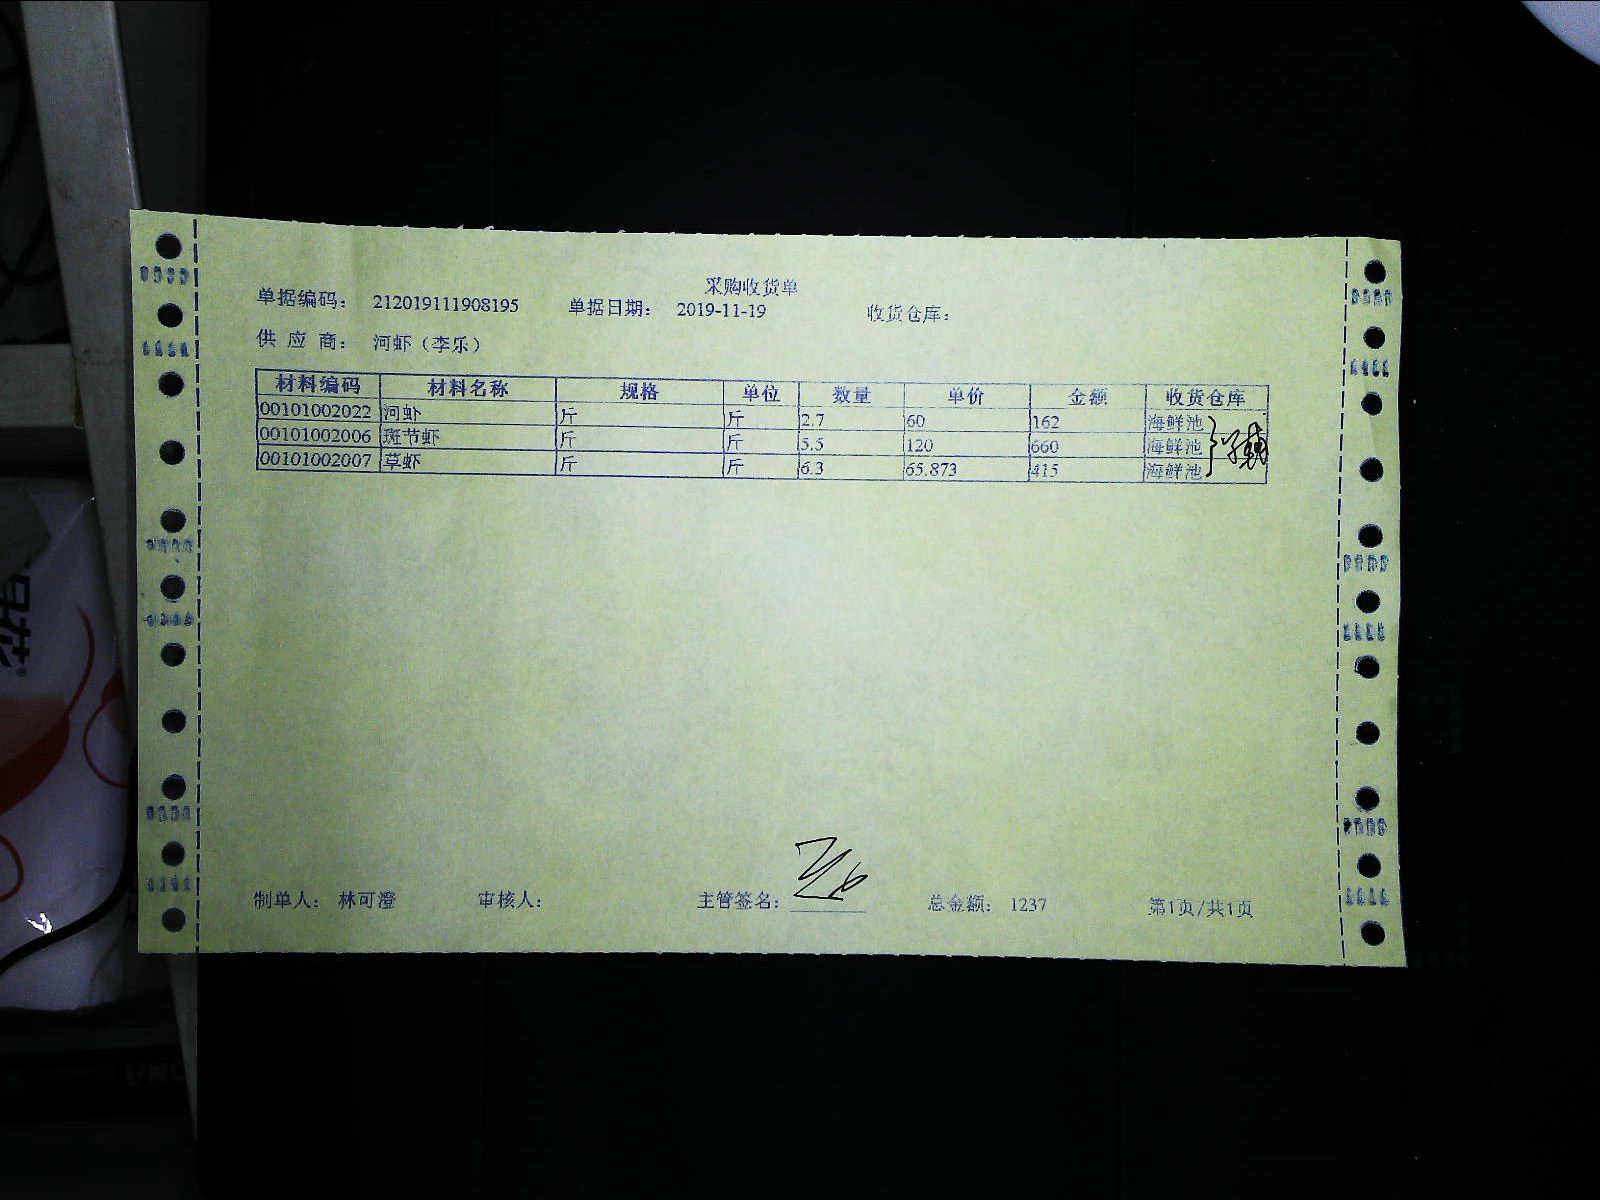 采购收货单
单据编码： 212019111908195 单据日期： 2019-11-19 收货仓库：
供 应 商： 河虾（李乐）
材料编码 材料名称 规格 单位 数量 单价 金额 收货仓库
00101002022 河虾 斤 斤 2.7 60 162 海鲜池
00101002006 斑节虾 斤 斤 5.5 120 660 海鲜池
00101002007 草虾 斤 斤 6.3 65.873 415 海鲜池
制单人： 林可澄 审核人： 主管签名： 总金额： 1237 第1页/共1页